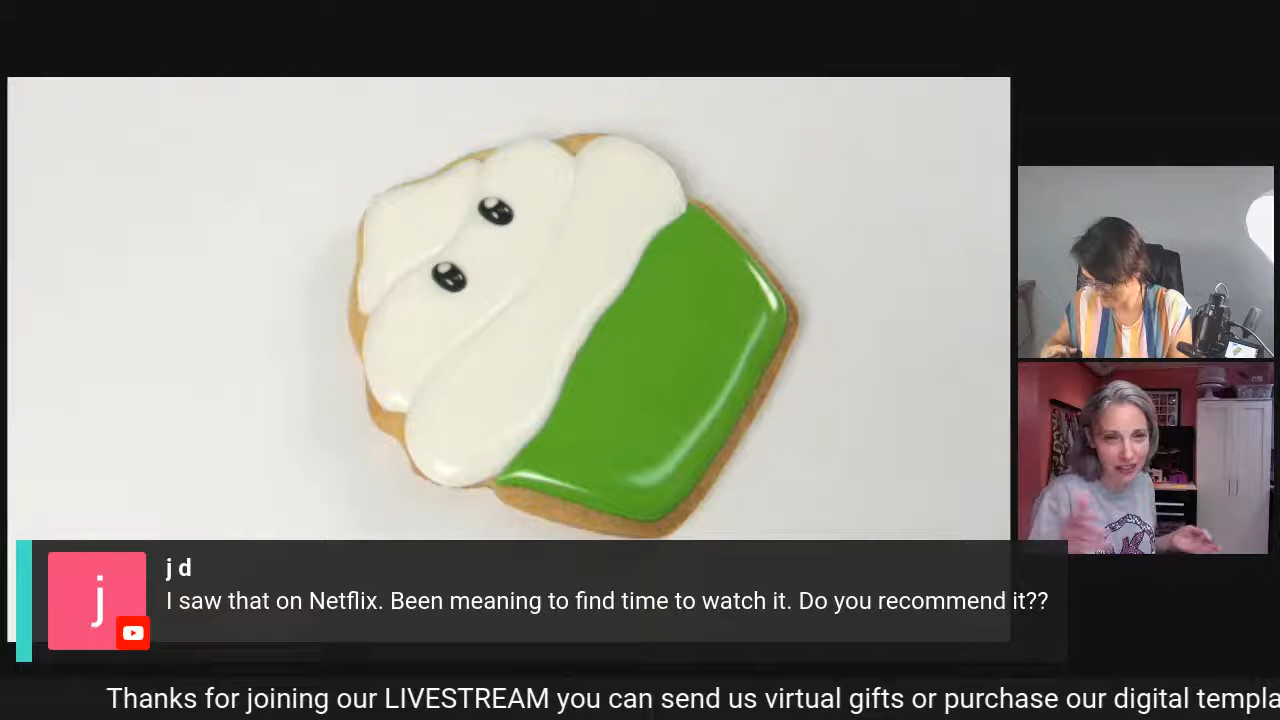 j
j d
I saw that on Netflix. Been meaning to find time to watch it. Do you recommend it??
Thanks for joining our LIVESTREAM you can send us virtual gifts or purchase our digital templa